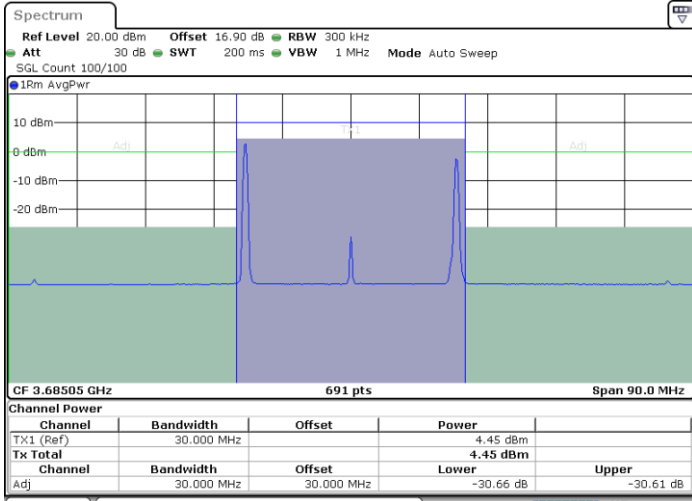 Spectrum
Ref Level 20.00 dBm Offset 16.90 dB RBW 300 kHz
Att 30 dB SWT 200 ms VBW 1 MHz Mode Auto Sweep
SGL Count 100/100
1Rm AvgPwr
10 dBm
TX1
Adj 0 dBm Adj
-10 dBm
-20 dBm
CF 3.68505 GHz 691 pts Span 90.0 MHz
Channel Power
Channel Bandwidth Offset Power
TX1 (Ref) 30.000 MHz 4.45 dBm
Tx Total 4.45 dBm
Channel Bandwidth Offset Lower Upper
Adj 30.000 MHz 30.000 MHz -30.66 dB -30.61 dB